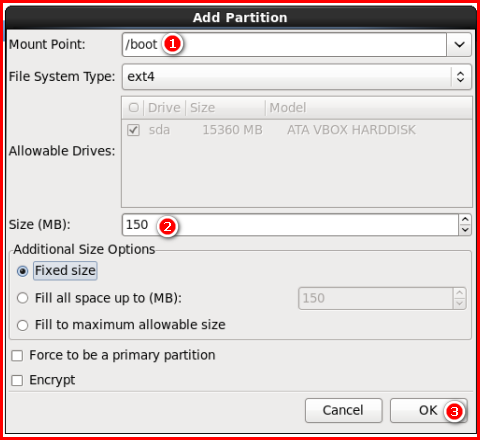 Add Partition
Mount Point: /boot 1
File System Type: ext4
Drive Size Model
sda 15360 MB ATA VBOX HARDDISK
Allowable Drives:
Size (MB): 150 2
Additional Size Options
Fixed size
Fill all space up to (MB): 150
Fill to maximum allowable size
Force to be a primary partition
Encrypt
Cancel OK 3